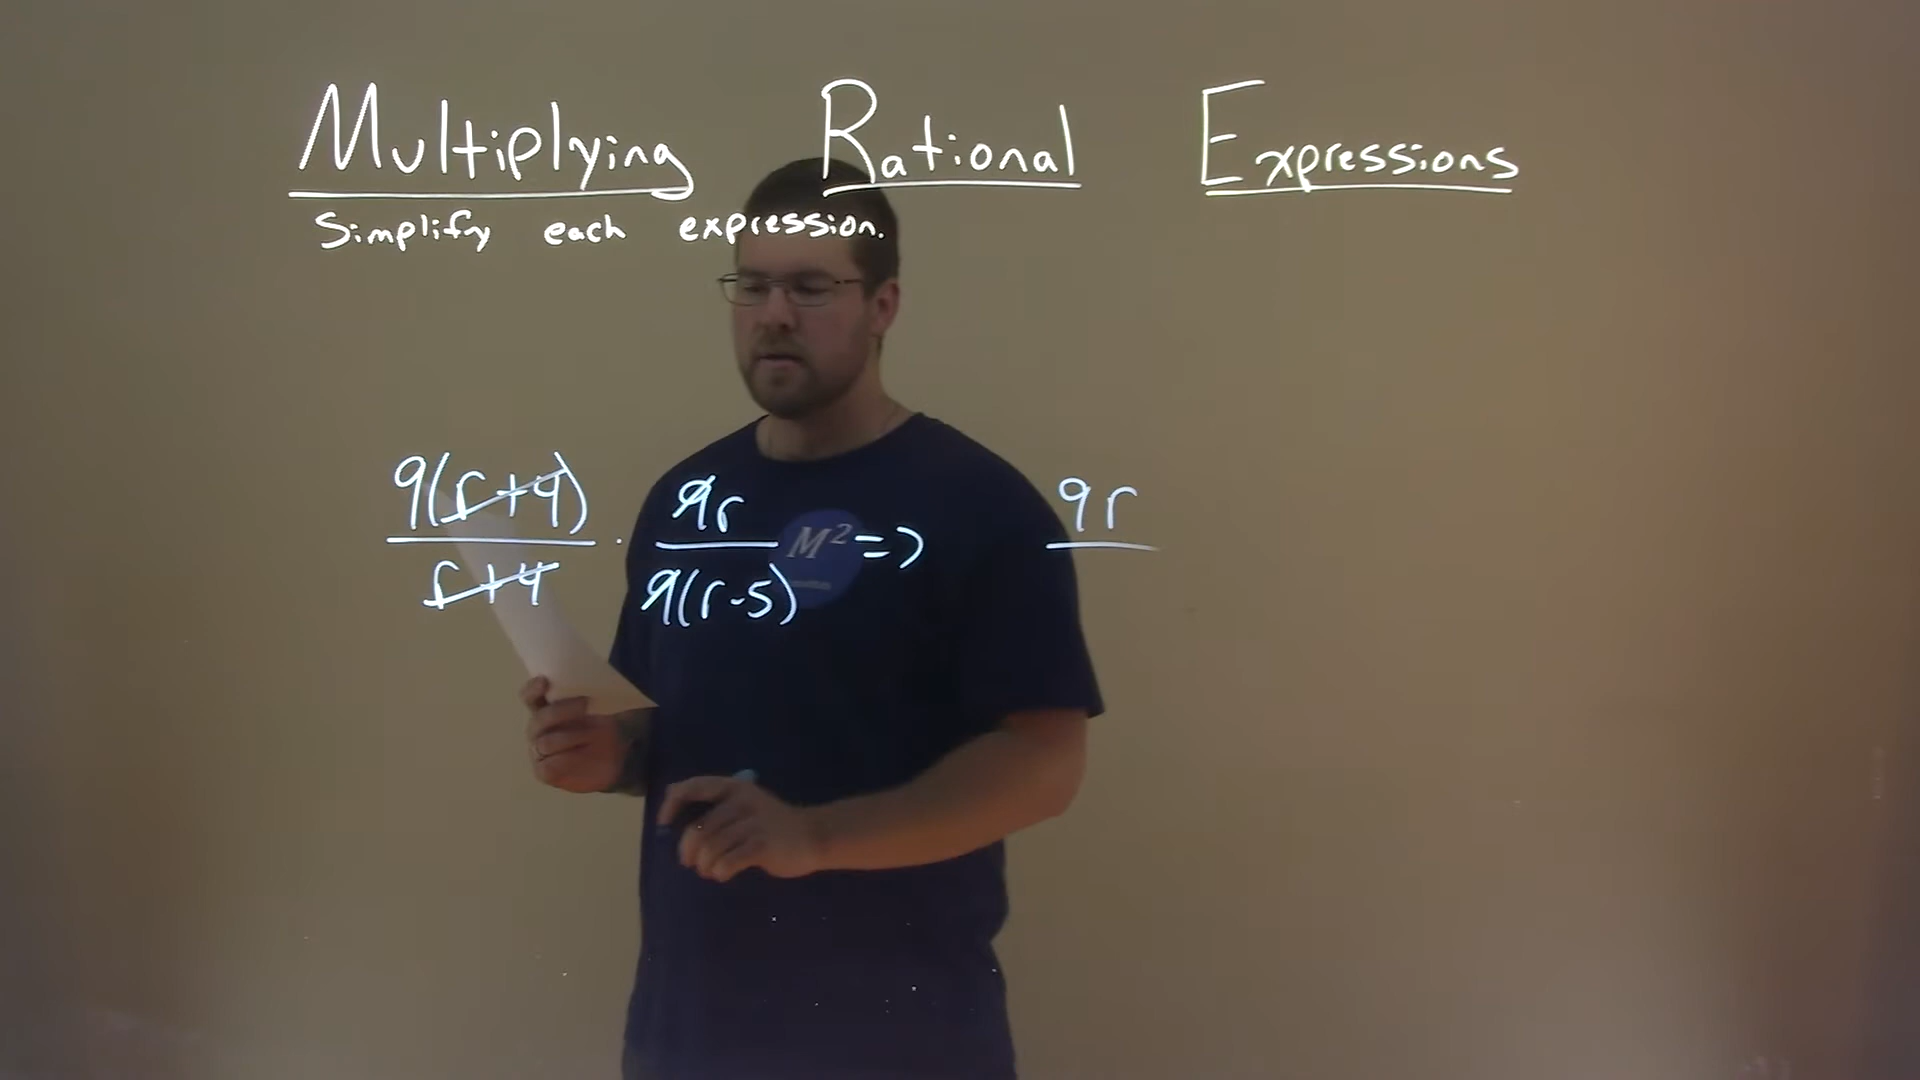 Multiplying Rational Expressions
Simplify each expression.
9(r+4) 9r 9r
· =>
r+4 9(r-5)
M²